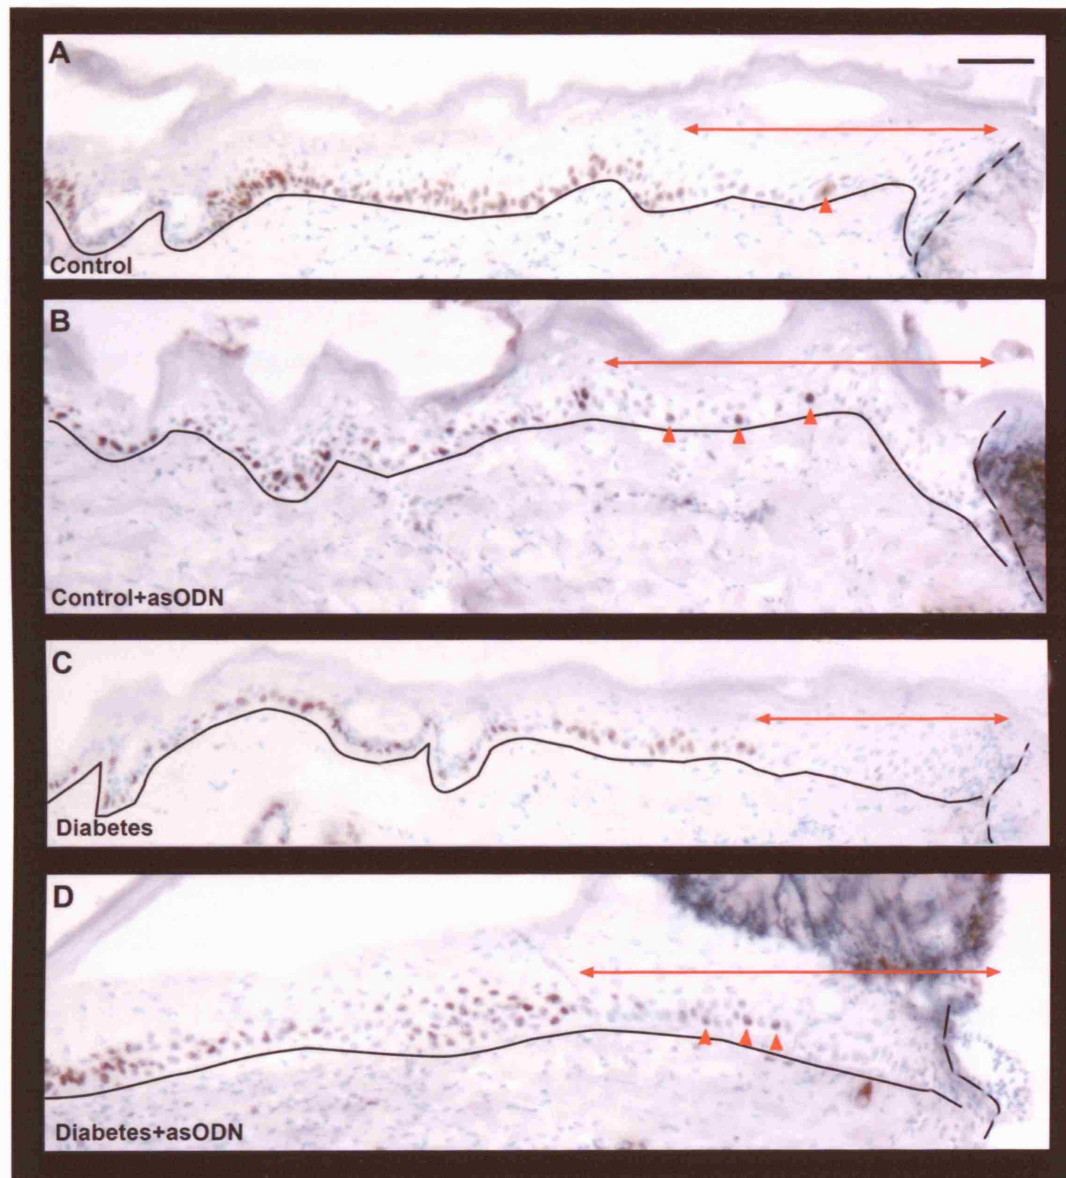 A
Control
B
Control+asODN
C
Diabetes
D
Diabetes+asODN